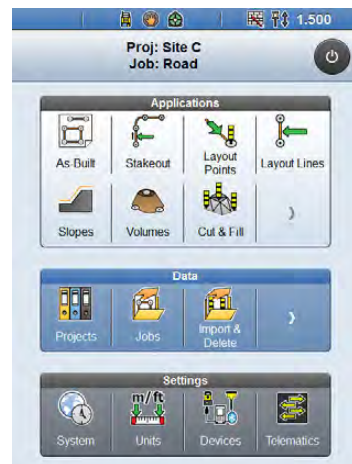 1.500
Proj: Site C
Job: Road
Applications
As-Built Stakeout Layout Points Layout Lines
Slopes Volumes Cut & Fill
Data
Projects Jobs Import & Delete
Settings
m/ft
System Units Devices Telematics